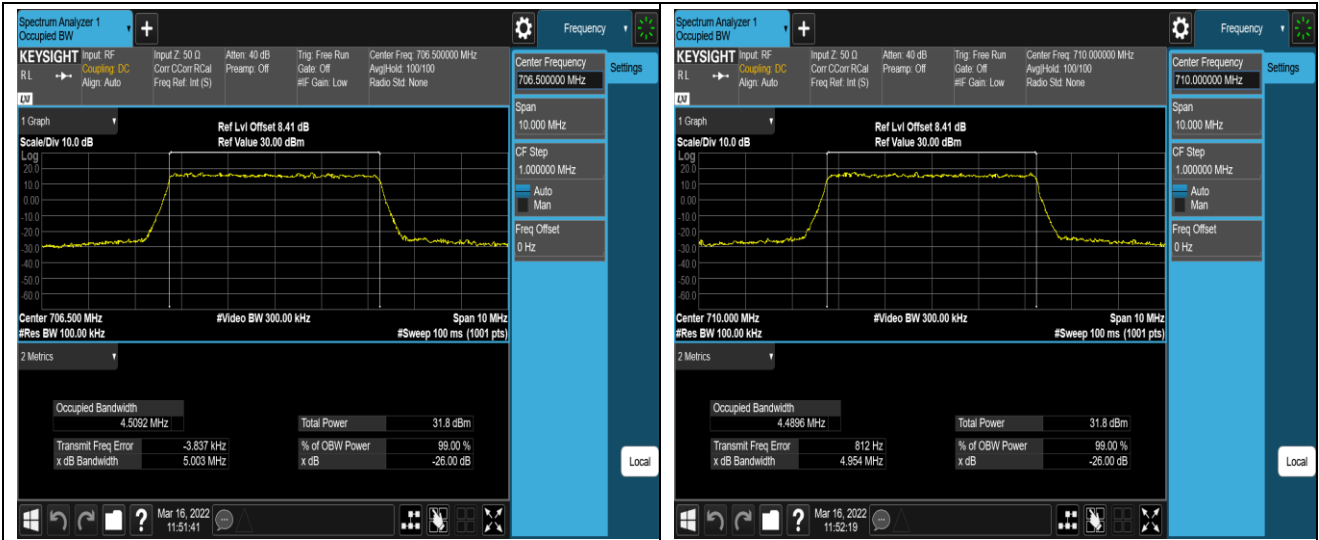 Spectrum Analyzer 1
Occupied BW
+
Frequency
KEYSIGHT
RL
LXI
Input: RF
Coupling: DC
Align: Auto
Input Z: 50 Ω
Corr CCorr RCal
Freq Ref: Int (S)
Atten: 40 dB
Preamp: Off
Trig: Free Run
Gate: Off
#IF Gain: Low
Center Freq: 706.500000 MHz
Avg|Hold: 100/100
Radio Std: None
Center Frequency
706.500000 MHz
Settings
Span
10.000 MHz
CF Step
1.000000 MHz
Auto
Man
Freq Offset
0 Hz
Local
1 Graph
Scale/Div 10.0 dB
Ref Lvl Offset 8.41 dB
Ref Value 30.00 dBm
Log
20.0
10.0
0.00
-10.0
-20.0
-30.0
-40.0
-50.0
-60.0
Center 706.500 MHz
#Video BW 300.00 kHz
Span 10 MHz
#Res BW 100.00 kHz
#Sweep 100 ms (1001 pts)
2 Metrics
Occupied Bandwidth
4.5092 MHz
Total Power 31.8 dBm
Transmit Freq Error -3.837 kHz
% of OBW Power 99.00 %
x dB Bandwidth 5.003 MHz
x dB -26.00 dB
?
Mar 16, 2022
11:51:41
Spectrum Analyzer 1
Occupied BW
+
Frequency
KEYSIGHT
RL
LXI
Input: RF
Coupling: DC
Align: Auto
Input Z: 50 Ω
Corr CCorr RCal
Freq Ref: Int (S)
Atten: 40 dB
Preamp: Off
Trig: Free Run
Gate: Off
#IF Gain: Low
Center Freq: 710.000000 MHz
Avg|Hold: 100/100
Radio Std: None
Center Frequency
710.000000 MHz
Settings
Span
10.000 MHz
CF Step
1.000000 MHz
Auto
Man
Freq Offset
0 Hz
Local
1 Graph
Scale/Div 10.0 dB
Ref Lvl Offset 8.41 dB
Ref Value 30.00 dBm
Log
20.0
10.0
0.00
-10.0
-20.0
-30.0
-40.0
-50.0
-60.0
Center 710.000 MHz
#Video BW 300.00 kHz
Span 10 MHz
#Res BW 100.00 kHz
#Sweep 100 ms (1001 pts)
2 Metrics
Occupied Bandwidth
4.4896 MHz
Total Power 31.8 dBm
Transmit Freq Error 812 Hz
% of OBW Power 99.00 %
x dB Bandwidth 4.954 MHz
x dB -26.00 dB
?
Mar 16, 2022
11:52:19